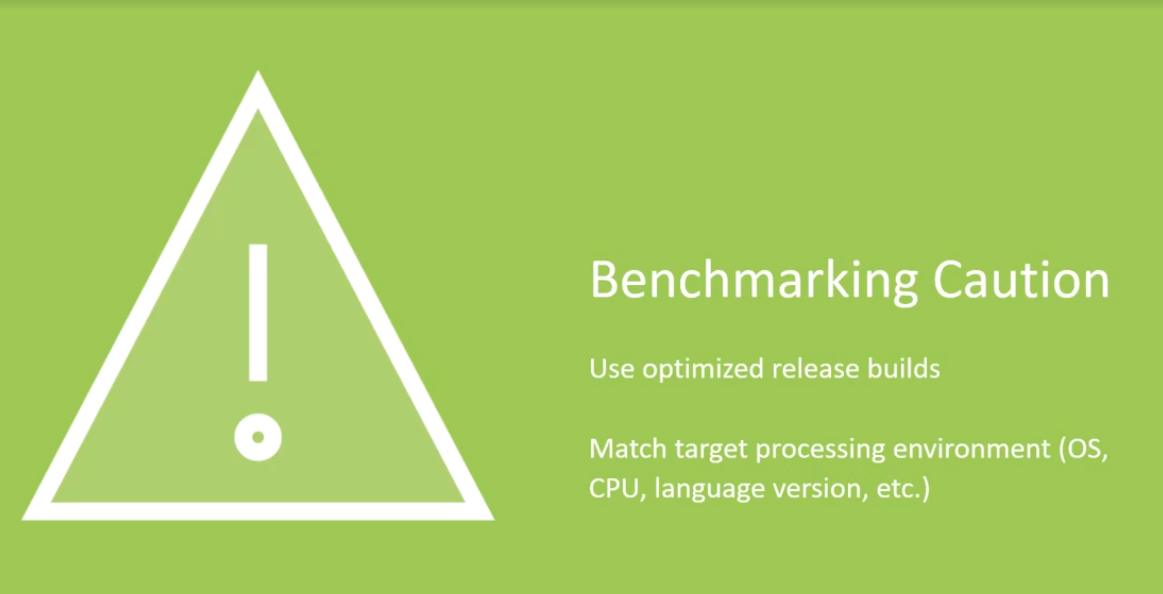 Benchmarking Caution
Use optimized release builds
Match target processing environment (OS,
CPU, language version, etc.)